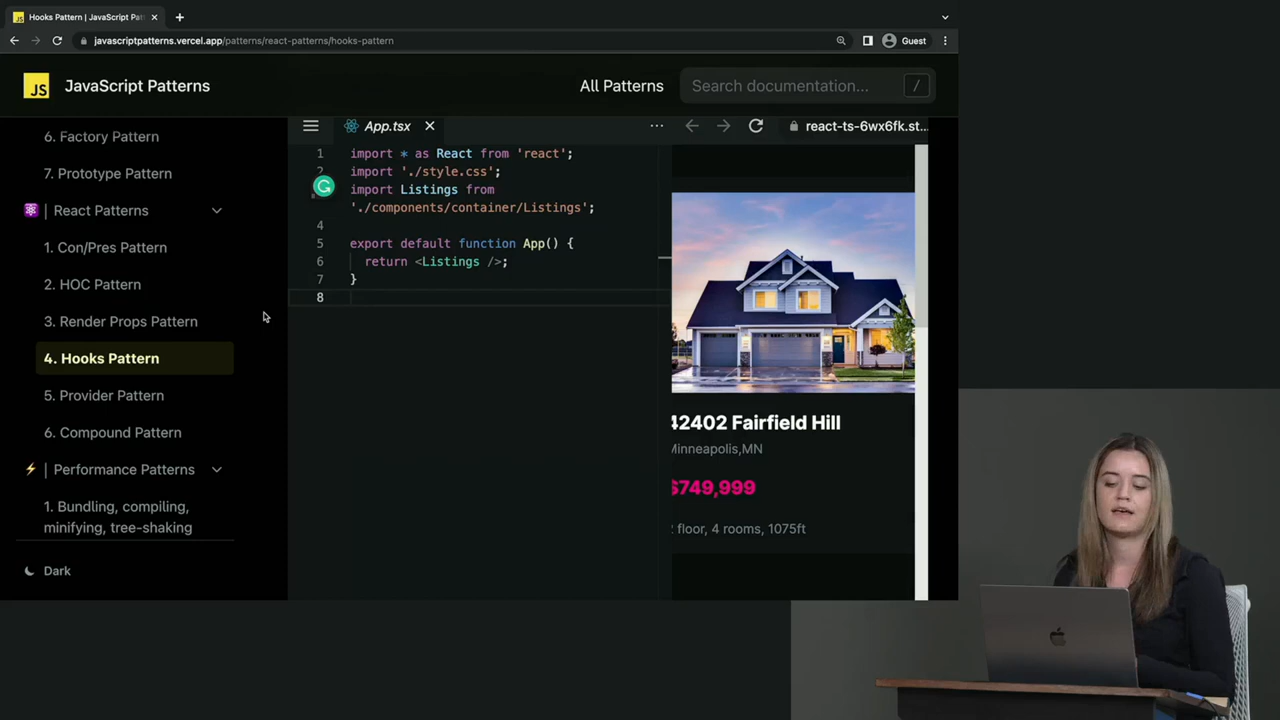 Hooks Pattern | JavaScript Pat
javascriptpatterns.vercel.app/patterns/react-patterns/hooks-pattern
Guest
JS
JavaScript Patterns
All Patterns
Search documentation...
/
6. Factory Pattern
7. Prototype Pattern
| React Patterns
1. Con/Pres Pattern
2. HOC Pattern
3. Render Props Pattern
4. Hooks Pattern
5. Provider Pattern
6. Compound Pattern
| Performance Patterns
1. Bundling, compiling,
minifying, tree-shaking
Dark
App.tsx
1 import * as React from 'react';
2 import './style.css';
import Listings from
'./components/container/Listings';
4
5 export default function App() {
6 return <Listings />;
7 }
8
react-ts-6wx6fk.st...
42402 Fairfield Hill
Minneapolis,MN
$749,999
floor, 4 rooms, 1075ft